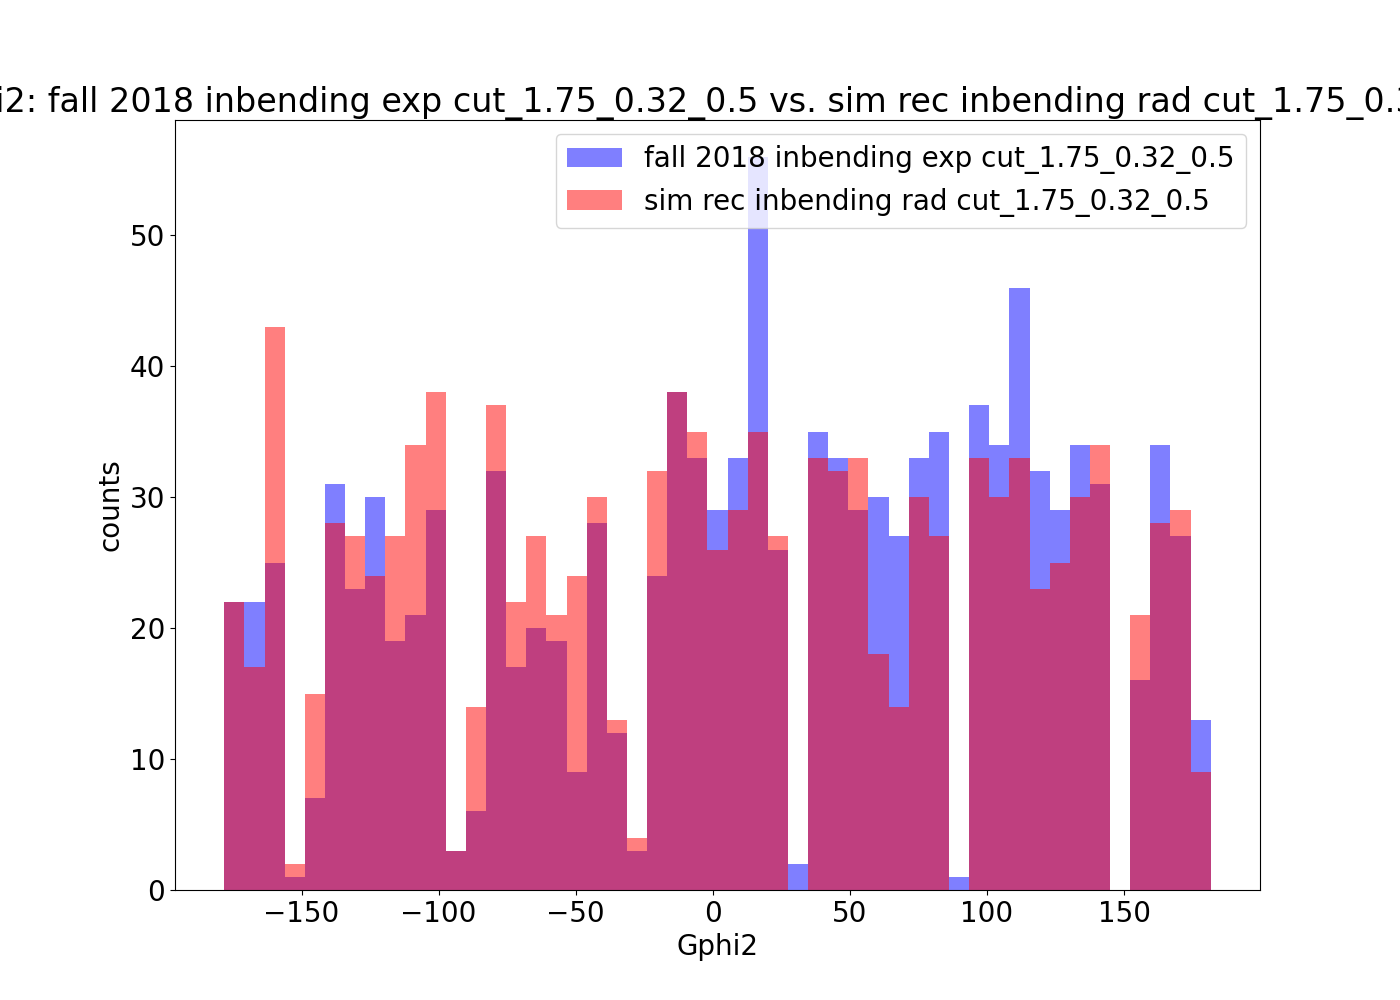 i2: fall 2018 inbending exp cut_1.75_0.32_0.5 vs. sim rec inbending rad cut_1.75_0.3
fall 2018 inbending exp cut_1.75_0.32_0.5
sim rec inbending rad cut_1.75_0.32_0.5
counts
50
40
30
20
10
0
−150 −100 −50 0 50 100 150
Gphi2